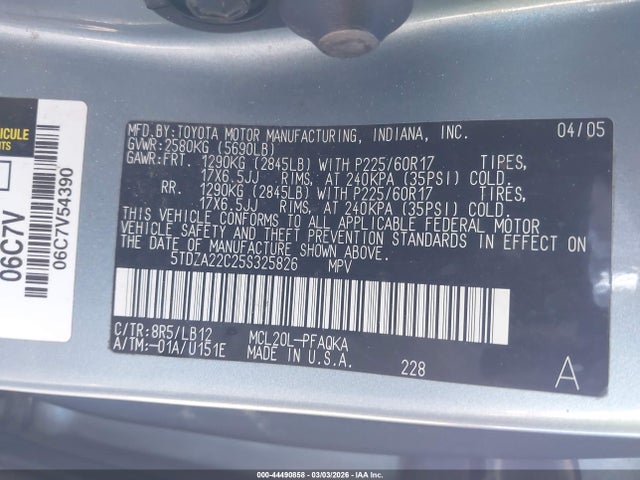 MFD.BY:TOYOTA MOTOR MANUFACTURING, INDIANA, INC. 04/05
GVWR:2580KG (5690LB)
GAWR:FRT. 1290KG (2845LB) WITH P225/60R17 TIPES,
17X6.5JJ RIMS, AT 240KPA (35PSI) COLD.
RR. 1290KG (2845LB) WITH P225/60R17 TIRES,
17X6.5JJ RIMS, AT 240KPA (35PSI) COLD.
THIS VEHICLE CONFORMS TO ALL APPLICABLE FEDERAL MOTOR
VEHICLE SAFETY AND THEFT PREVENTION STANDARDS IN EFFECT ON
THE DATE OF MANUFACTURE SHOWN ABOVE.
5TDZA22C25S325826 MPV
C/TR:8R5/LB12 MCL20L-PFAQKA
A/TM:-01A/U151E MADE IN U.S.A.
228
A
VEHICULE
06C7V
06C7V54390
000-44490858 - 03/03/2026 - IAA Inc.